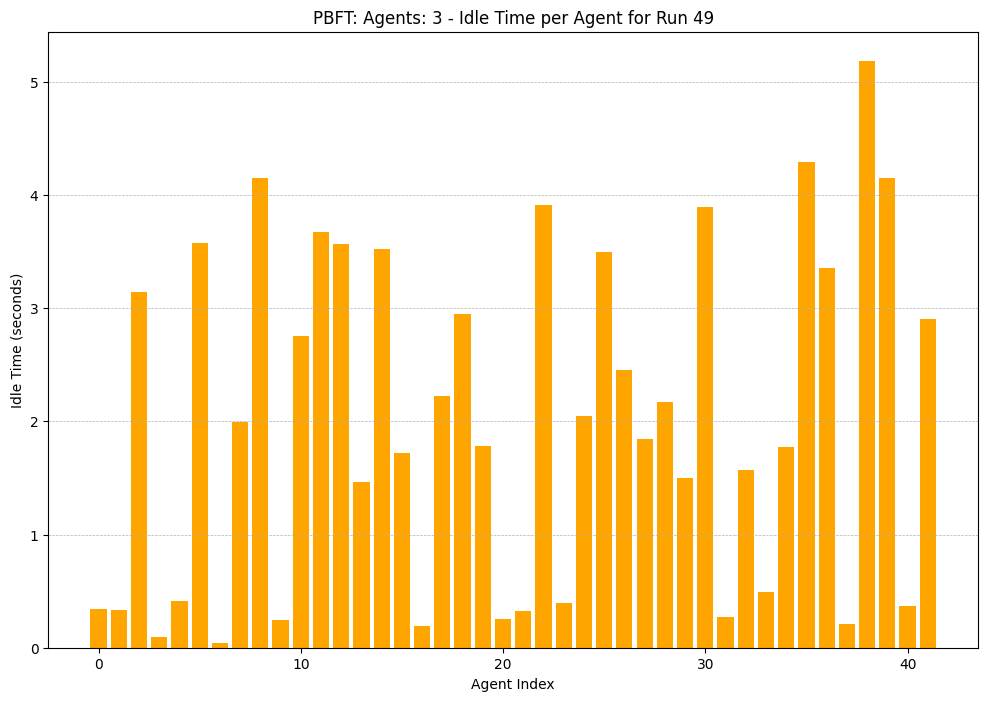 PBFT: Agents: 3 - Idle Time per Agent for Run 49
Idle Time (seconds)
5
4
3
2
1
0
0 10 20 30 40
Agent Index